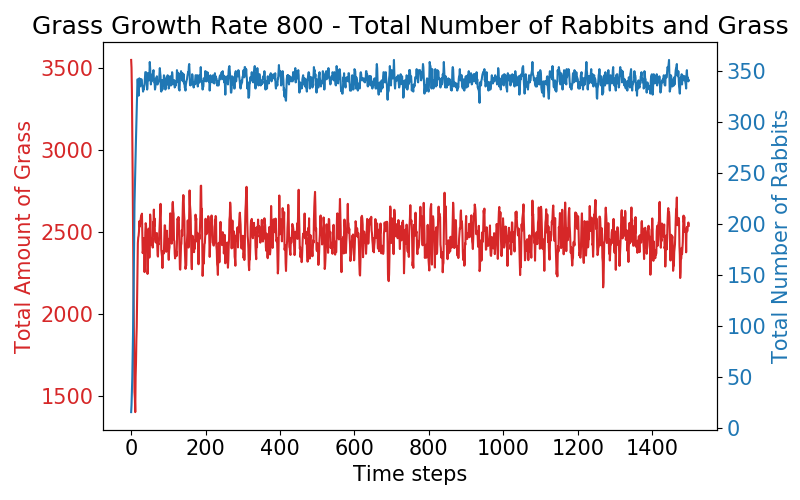 Grass Growth Rate 800 - Total Number of Rabbits and Grass
Total Amount of Grass
3500
3000
2500
2000
1500
350
300
250
200
150
100
50
0
Total Number of Rabbits
0 200 400 600 800 1000 1200 1400
Time steps